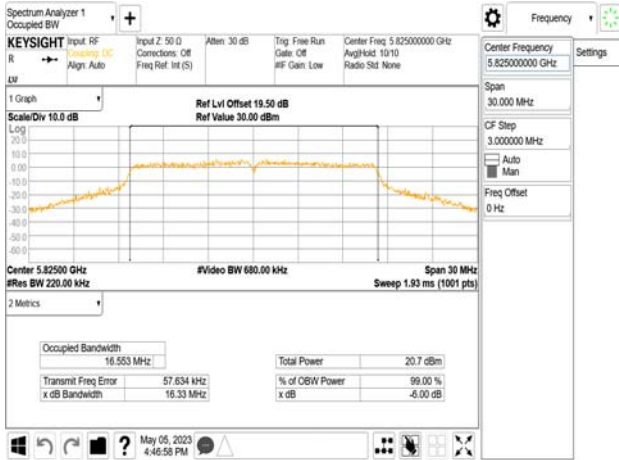 Spectrum Analyzer 1
Occupied BW
Frequency
KEYSIGHT
R
Input: RF
Coupling: DC
Align: Auto
Input Z: 50 Ω
Corrections: Off
Freq Ref: Int (S)
Atten: 30 dB
Trig: Free Run
Gate: Off
#IF Gain: Low
Center Freq: 5.825000000 GHz
Avg|Hold: 10/10
Radio Std: None
Center Frequency
5.825000000 GHz
Settings
Span
30.000 MHz
CF Step
3.000000 MHz
Auto
Man
Freq Offset
0 Hz
1 Graph
Scale/Div 10.0 dB
Ref Lvl Offset 19.50 dB
Ref Value 30.00 dBm
Log
20.0
10.0
0.00
-10.0
-20.0
-30.0
-40.0
-50.0
-60.0
Center 5.82500 GHz
#Res BW 220.00 kHz
#Video BW 680.00 kHz
Span 30 MHz
Sweep 1.93 ms (1001 pts)
2 Metrics
Occupied Bandwidth
16.553 MHz
Total Power 20.7 dBm
Transmit Freq Error 57.634 kHz
% of OBW Power 99.00 %
x dB Bandwidth 16.33 MHz
x dB -6.00 dB
?
May 05, 2023
4:46:58 PM